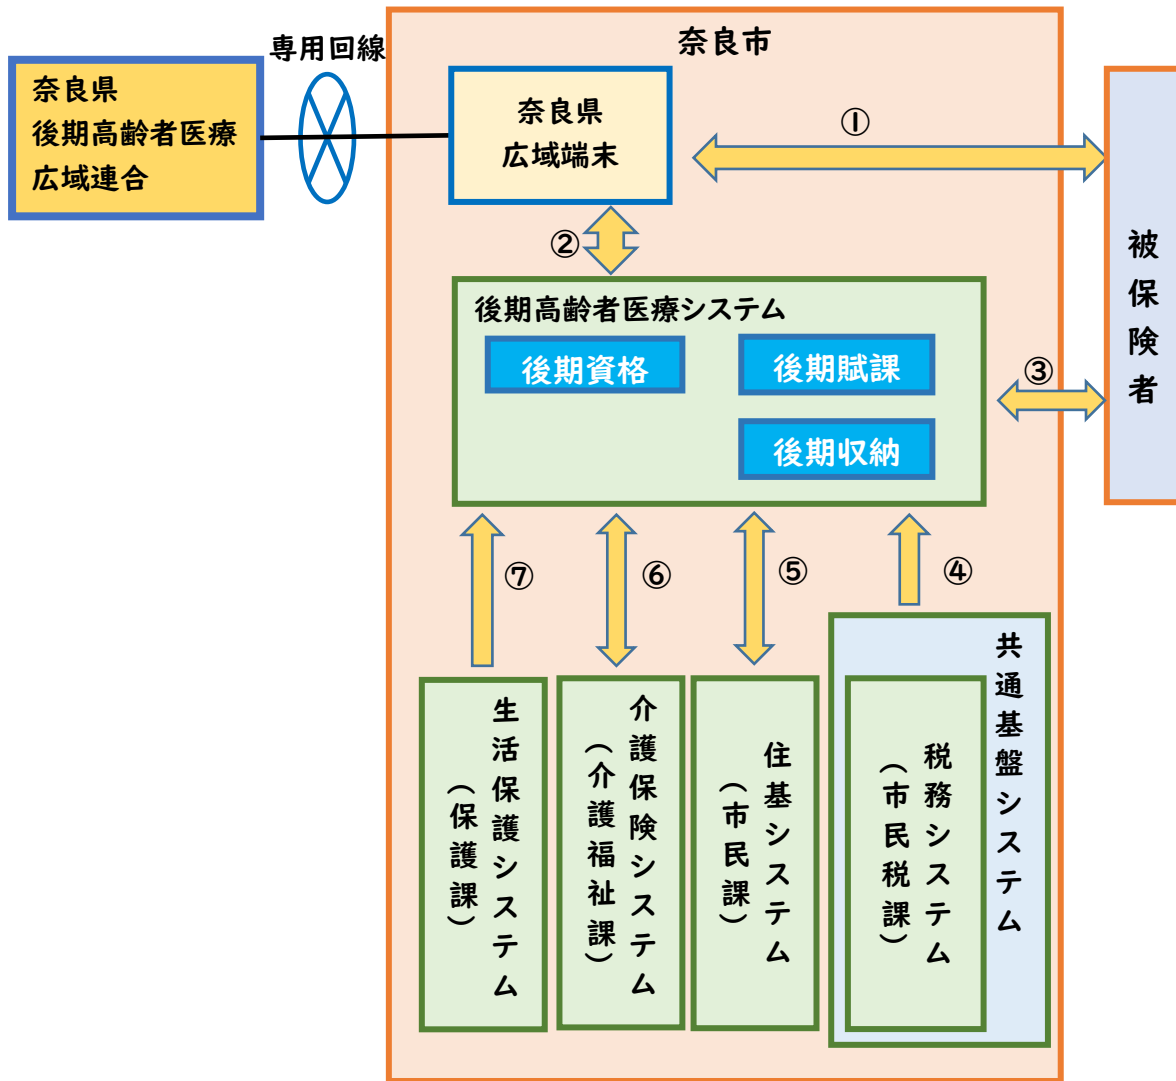 奈良市
専用回線
奈良県
後期高齢者医療
広域連合
奈良県
広域端末
①
②
被保険者
後期高齢者医療システム
後期資格
後期賦課
後期収納
③
⑦
⑥
⑤
④
生活保護システム
（保護課）
介護保険システム
（介護福祉課）
住基システム
（市民課）
共通基盤システム
税務システム
（市民税課）